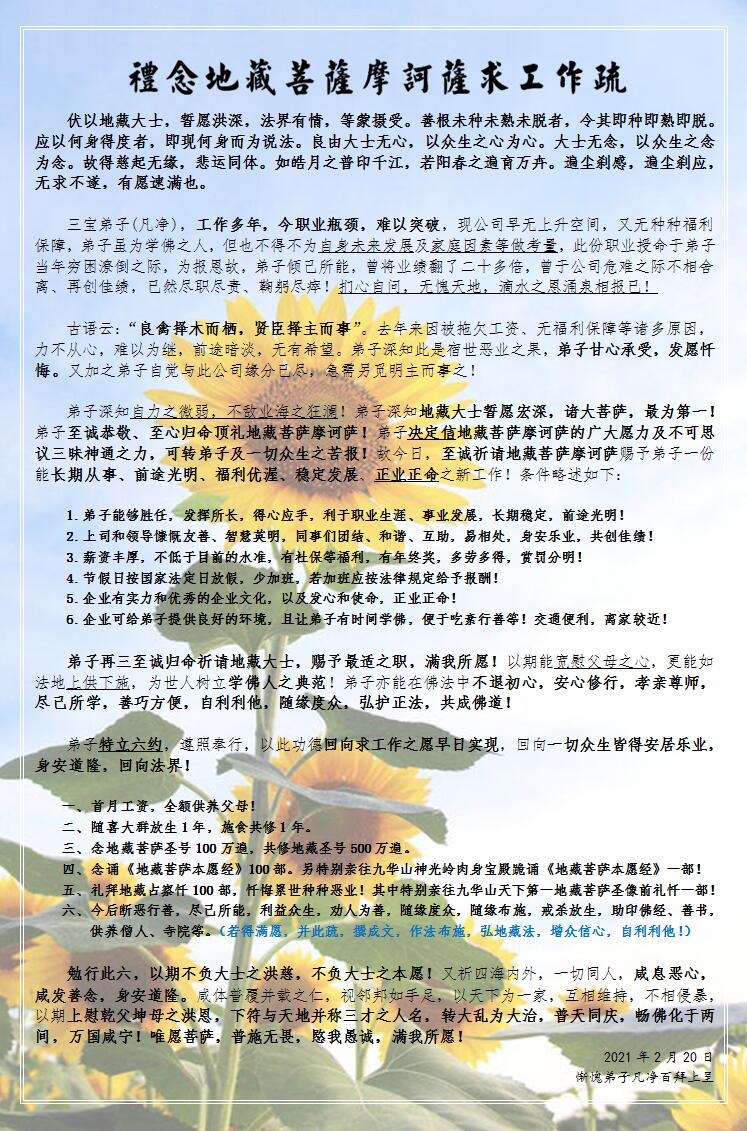 禮念地藏菩薩摩訶薩求工作疏
伏以地藏大士，誓愿洪深，法界有情，等蒙摄受。善根未种未熟未脱者，令其即种即熟即脱。
应以何身得度者，即现何身而为说法。良由大士无心，以众生之心为心。大士无念，以众生之念
为念。故得慈起无缘，悲运同体。如皓月之普印千江，若阳春之遍育万卉。遍尘刹感，遍尘刹应，
无求不遂，有愿速满也。
三宝弟子(凡净)，工作多年，今职业瓶颈，难以突破，现公司早无上升空间，又无种种福利
保障，弟子虽为学佛之人，但也不得不为自身未来发展及家庭因素等做考量，此份职业授命于弟子
当年穷困潦倒之际，为报恩故，弟子倾己所能，曾将业绩翻了二十多倍，曾于公司危难之际不相舍
离、再创佳绩，已然尽职尽责、鞠躬尽瘁！扪心自问，无愧天地，滴水之恩涌泉相报已！
古语云：“良禽择木而栖，贤臣择主而事”。去年来因被拖欠工资、无福利保障等诸多原因，
力不从心，难以为继，前途暗淡，无有希望。弟子深知此是宿世恶业之果，弟子甘心承受，发愿忏
悔。又加之弟子自觉与此公司缘分已尽，急需另觅明主而事之！
弟子深知自力之微弱，不敌业海之狂澜！弟子深知地藏大士誓愿宏深，诸大菩萨，最为第一！
弟子至诚恭敬、至心归命顶礼地藏菩萨摩诃萨！弟子决定信地藏菩萨摩诃萨的广大愿力及不可思
议三昧神通之力，可转弟子及一切众生之苦报！故今日，至诚祈请地藏菩萨摩诃萨赐予弟子一份
能长期从事、前途光明、福利优渥、稳定发展、正业正命之新工作！条件略述如下：
1. 弟子能够胜任，发挥所长，得心应手，利于职业生涯、事业发展，长期稳定，前途光明！
2. 上司和领导慷慨友善、智慧英明，同事们团结、和谐、互助，易相处，身安乐业，共创佳绩！
3. 薪资丰厚，不低于目前的水准，有社保等福利，有年终奖，多劳多得，赏罚分明！
4. 节假日按国家法定日放假，少加班，若加班应按法律规定给予报酬！
5. 企业有实力和优秀的企业文化，以及发心和使命，正业正命！
6. 企业可给弟子提供良好的环境，且让弟子有时间学佛，便于吃素行善等！交通便利，离家较近！
弟子再三至诚归命祈请地藏大士，赐予最适之职，满我所愿！以期能宽慰父母之心，更能如
法地上供下施，为世人树立学佛人之典范！弟子亦能在佛法中不退初心，安心修行，孝亲尊师，
尽己所学，善巧方便，自利利他，随缘度众，弘护正法，共成佛道！
弟子特立六约，遵照奉行，以此功德回向求工作之愿早日实现，回向一切众生皆得安居乐业，
身安道隆，回向法界！
一、首月工资，全额供养父母！
二、随喜大群放生1年，施食共修1年。
三、念地藏菩萨圣号100万遍，共修地藏圣号500万遍。
四、念诵《地藏菩萨本愿经》100部。另特别亲往九华山神光岭肉身宝殿跪诵《地藏菩萨本愿经》一部！
五、礼拜地藏占察忏100部，忏悔累世种种恶业！其中特别亲往九华山天下第一地藏菩萨圣像前礼忏一部！
六、今后断恶行善，尽己所能，利益众生，劝人为善，随缘度众，随缘布施，戒杀放生，助印佛经、善书，
供养僧人、寺院等。（若得满愿，并此疏，撰成文，作法布施，弘地藏法，增众信心，自利利他！）
勉行此六，以期不负大士之洪慈，不负大士之本愿！又祈四海内外，一切同人，咸息恶心，
咸发善念，身安道隆。咸体普覆并载之仁，视邻邦如手足，以天下为一家，互相维持，不相侵暴，
以期上慰乾父坤母之洪恩，下符与天地并称三才之人名，转大乱为大治，普天同庆，畅佛化于两
间，万国咸宁！唯愿菩萨，普施无畏，愍我愚诚，满我所愿！
2021年2月20日
惭愧弟子凡净百拜上呈